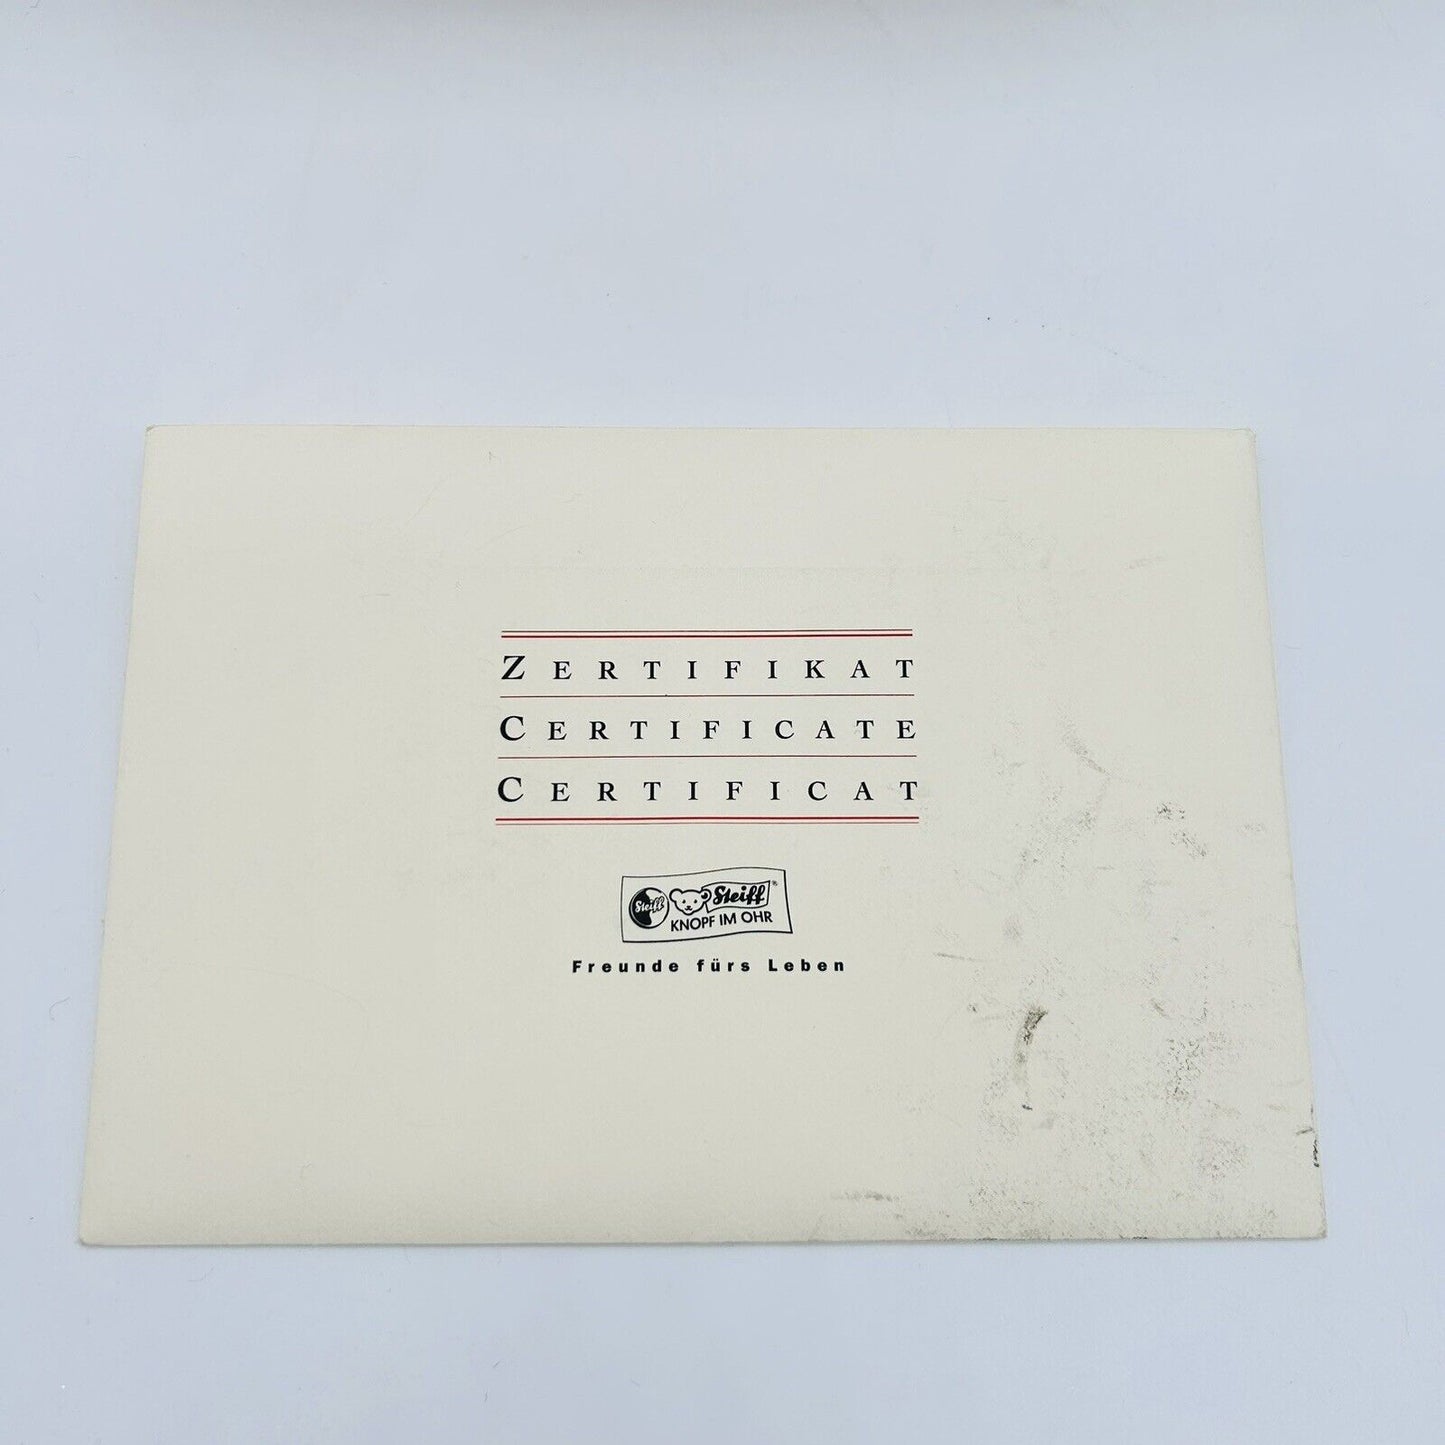 ZERTIFIKAT
CERTIFICATE
CERTIFICAT
Steiff Steiff®
KNOPF IM OHR
Freunde fürs Leben